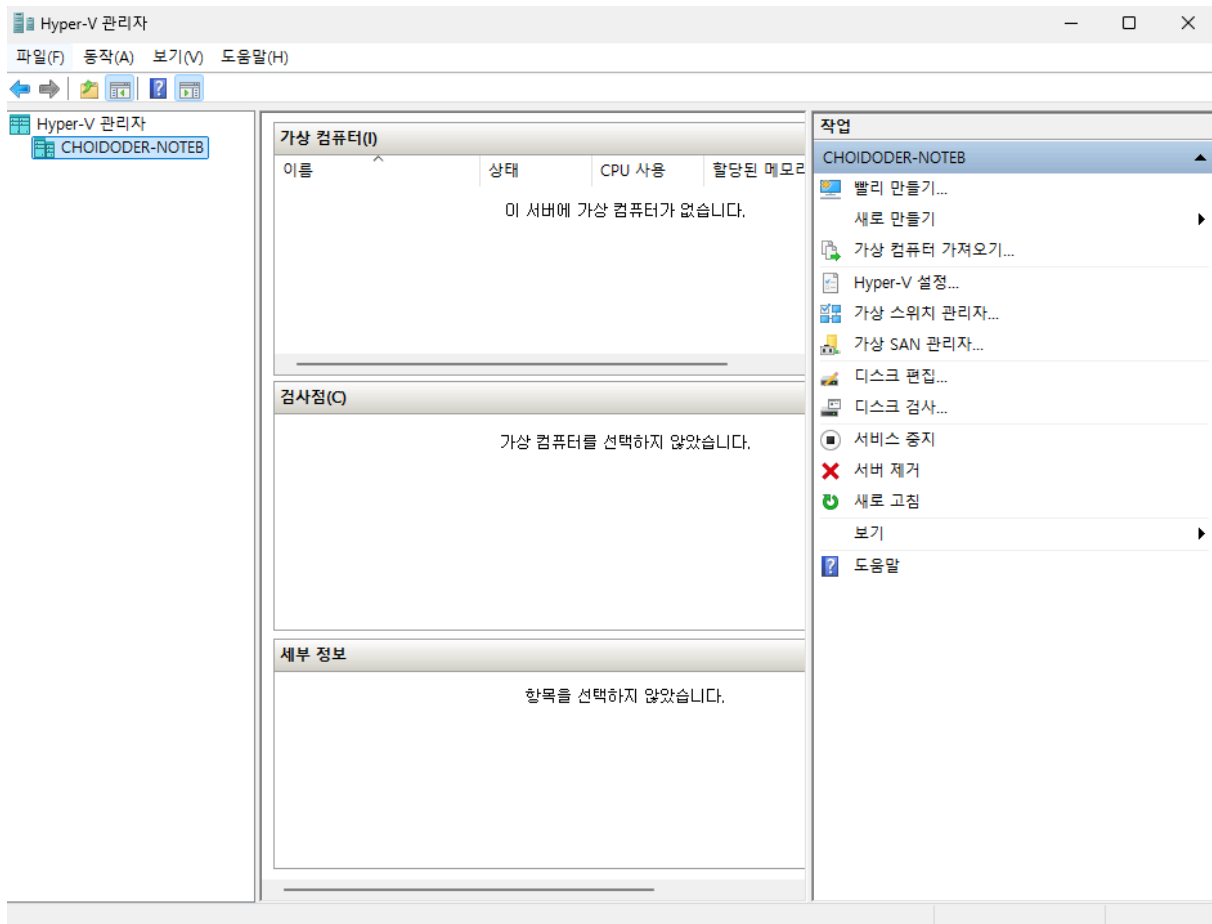 Hyper-V 관리자
파일(F) 동작(A) 보기(V) 도움말(H)
Hyper-V 관리자
CHOIDODER-NOTEB
가상 컴퓨터(I)
이름 상태 CPU 사용 할당된 메모리
이 서버에 가상 컴퓨터가 없습니다.
검사점(C)
가상 컴퓨터를 선택하지 않았습니다.
세부 정보
항목을 선택하지 않았습니다.
작업
CHOIDODER-NOTEB
빨리 만들기...
새로 만들기
가상 컴퓨터 가져오기...
Hyper-V 설정...
가상 스위치 관리자...
가상 SAN 관리자...
디스크 편집...
디스크 검사...
서비스 중지
서버 제거
새로 고침
보기
도움말